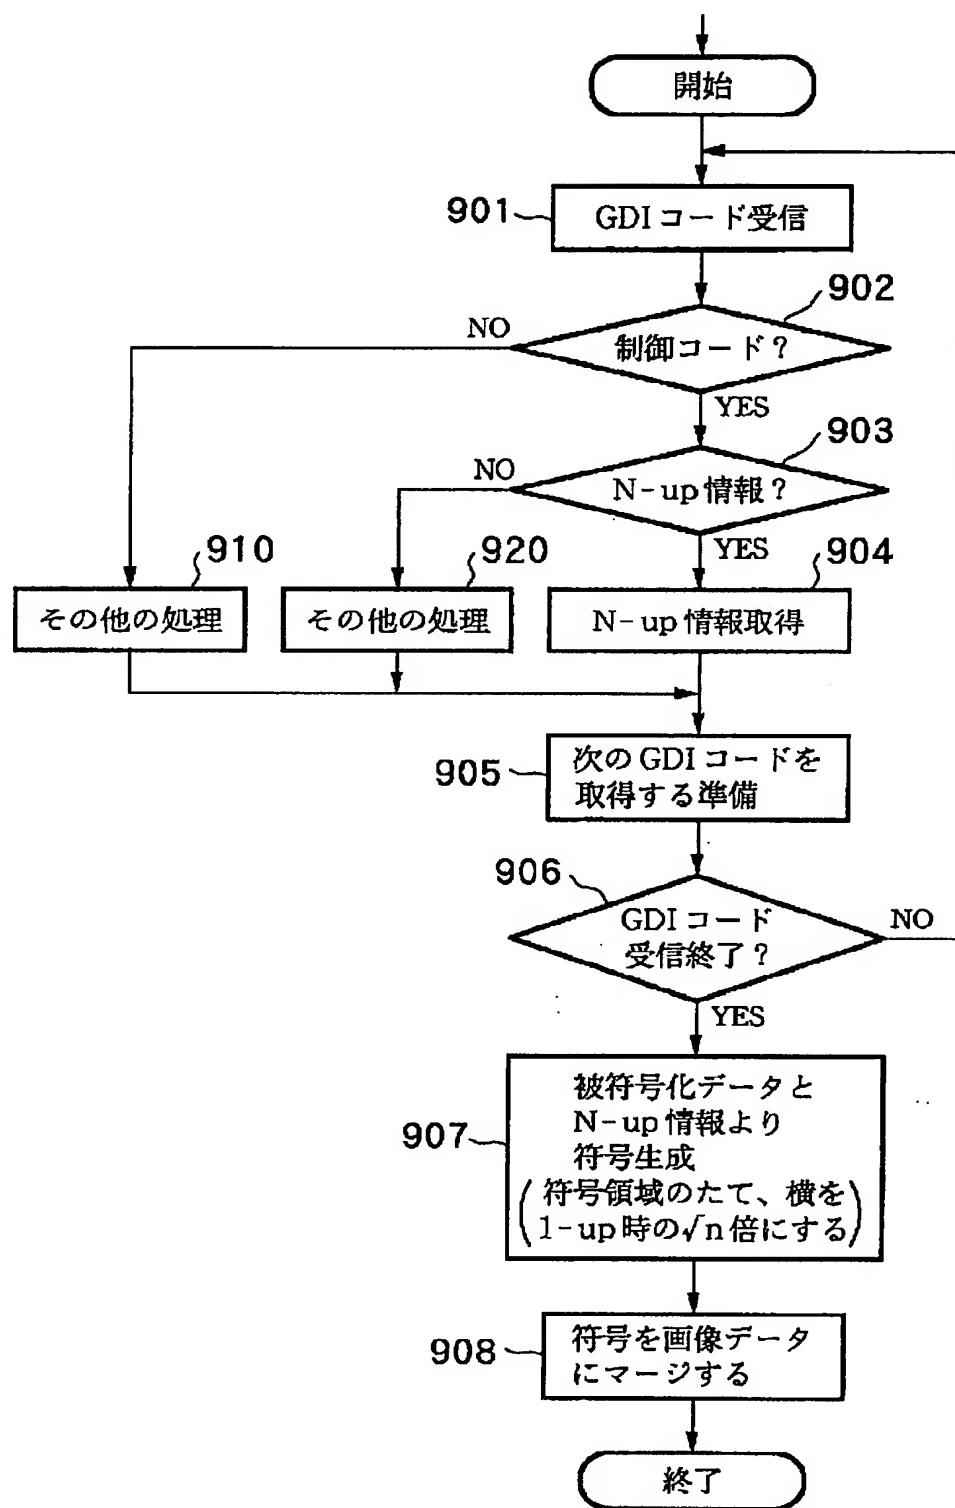 開始
901
GDIコード受信
902
NO
制御コード？
YES
903
NO
N-up情報？
YES
910
920
904
その他の処理
その他の処理
N-up情報取得
905
次のGDIコードを
取得する準備
906
GDIコード
受信終了？
NO
YES
907
被符号化データと
N-up情報より
符号生成
(符号領域のたて、横を
1-up時の√n倍にする)
908
符号を画像データ
にマージする
終了